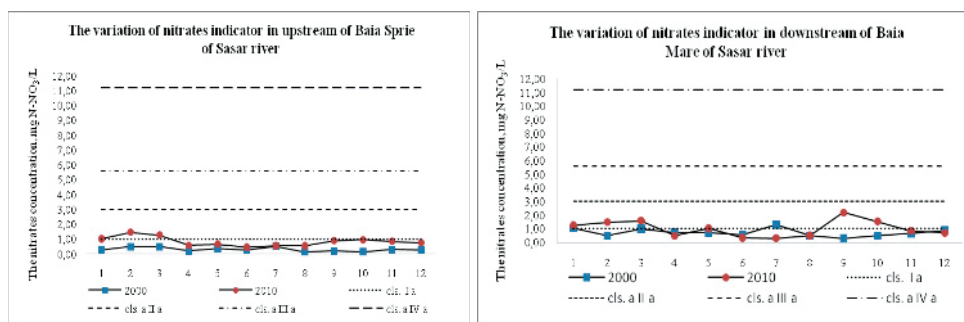 The variation of nitrates indicator in upstream of Baia Sprie
of Sasar river
The nitrates concentration, mg N-NO3/L
12,00
11,00
10,00
9,00
8,00
7,00
6,00
5,00
4,00
3,00
2,00
1,00
0,00
1 2 3 4 5 6 7 8 9 10 11 12
2000 2010 cls. I a
cls. a II a cls. a III a cls. a IV a
The variation of nitrates indicator in downstream of Baia
Mare of Sasar river
The nitrates concentration, mg N-NO3/L
12,00
11,00
10,00
9,00
8,00
7,00
6,00
5,00
4,00
3,00
2,00
1,00
0,00
1 2 3 4 5 6 7 8 9 10 11 12
2000 2010 cls. I a
cls. a II a cls. a III a cls. a IV a